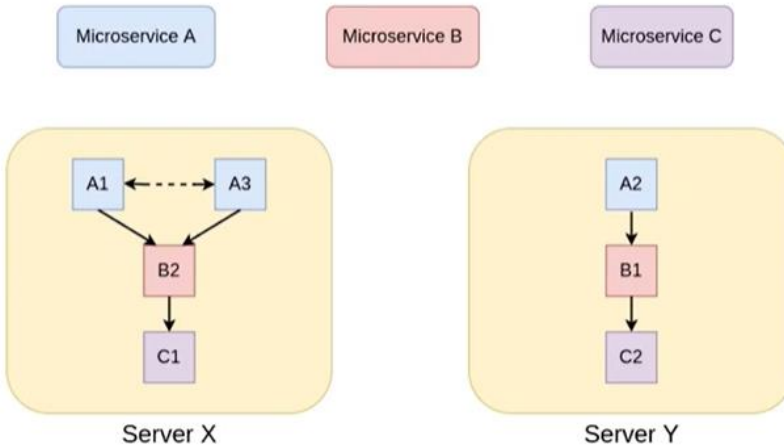 Microservice A
Microservice B
Microservice C
A1
A3
A2
B2
B1
C1
C2
Server X
Server Y